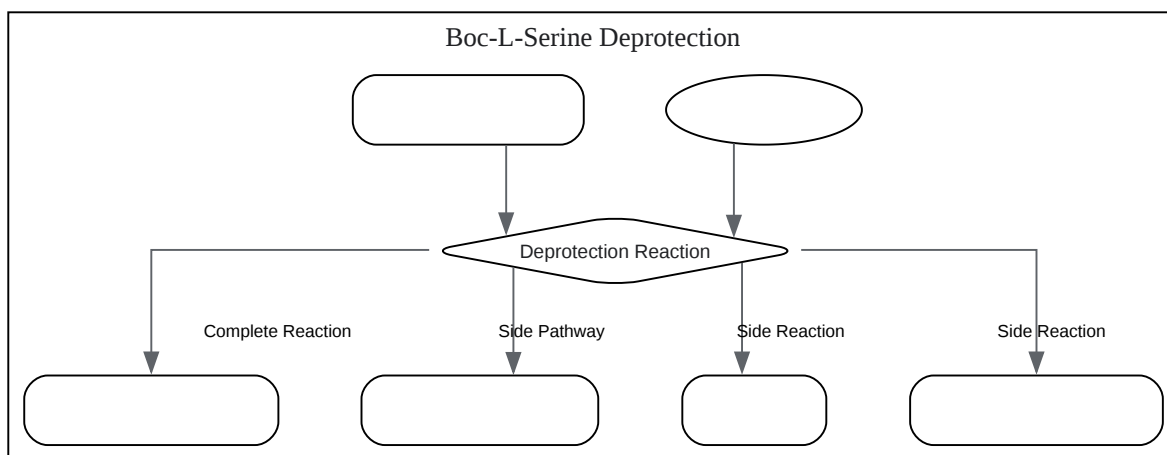 Boc-L-Serine Deprotection
Deprotection Reaction
Complete Reaction
Side Pathway
Side Reaction
Side Reaction